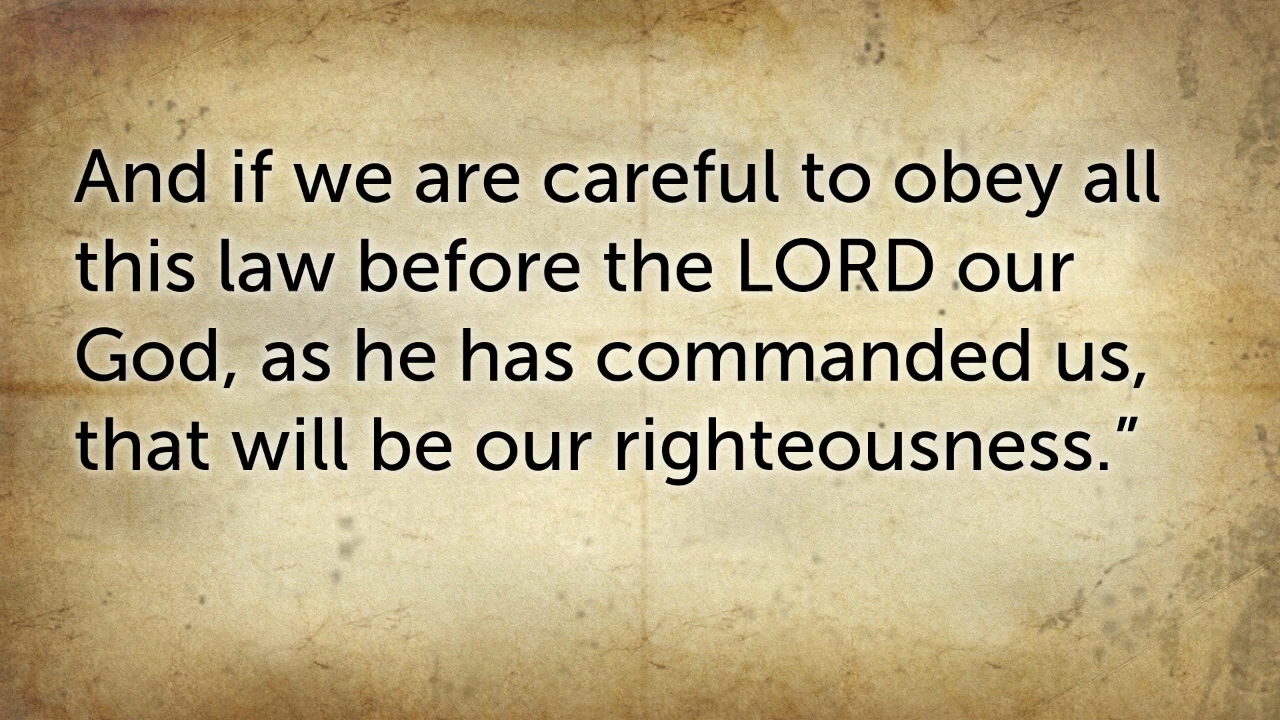 And if we are careful to obey all
this law before the LORD our
God, as he has commanded us,
that will be our righteousness.”